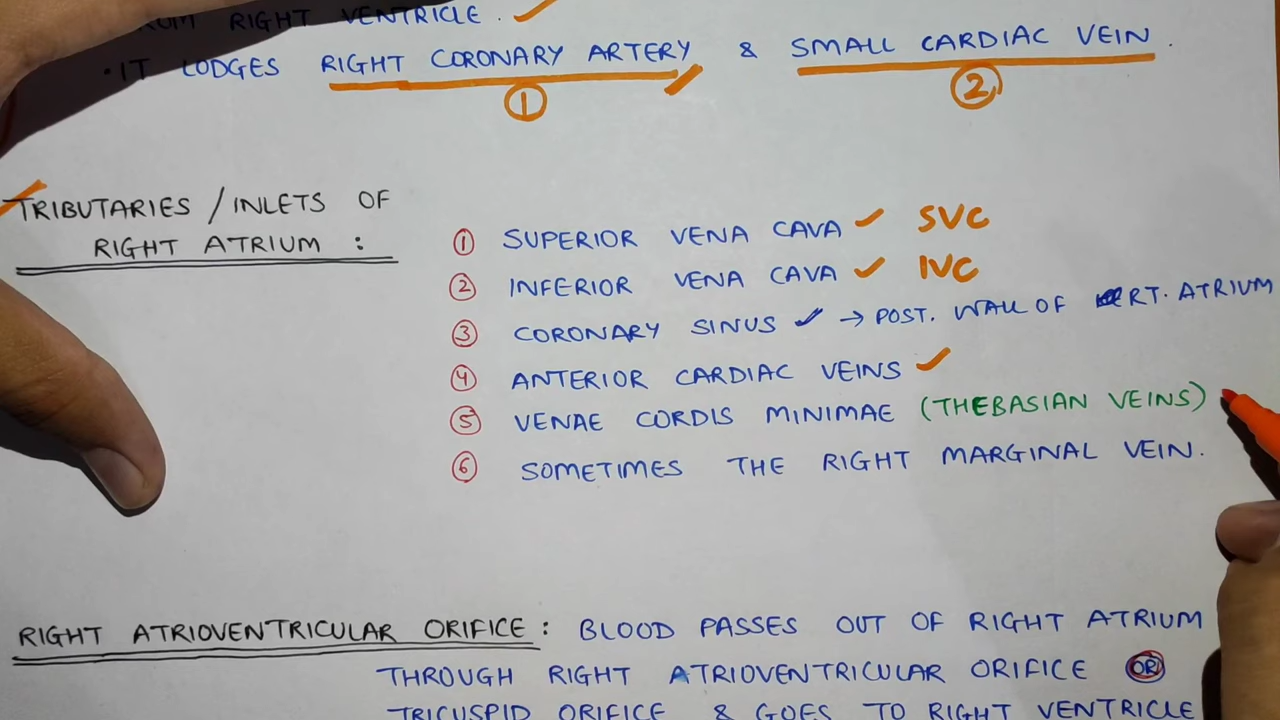 RIGHT VENTRICLE.
• IT LODGES RIGHT CORONARY ARTERY & SMALL CARDIAC VEIN.
① ②
TRIBUTARIES / INLETS OF
RIGHT ATRIUM :
① SUPERIOR VENA CAVA ✓ SVC
② INFERIOR VENA CAVA ✓ IVC
③ CORONARY SINUS ✓ → POST. WALL OF RT. ATRIUM
④ ANTERIOR CARDIAC VEINS ✓
⑤ VENAE CORDIS MINIMAE (THEBASIAN VEINS)
⑥ SOMETIMES THE RIGHT MARGINAL VEIN.
RIGHT ATRIOVENTRICULAR ORIFICE : BLOOD PASSES OUT OF RIGHT ATRIUM
THROUGH RIGHT ATRIOVENTRICULAR ORIFICE OR
TRICUSPID ORIFICE & GOES TO RIGHT VENTRICLE